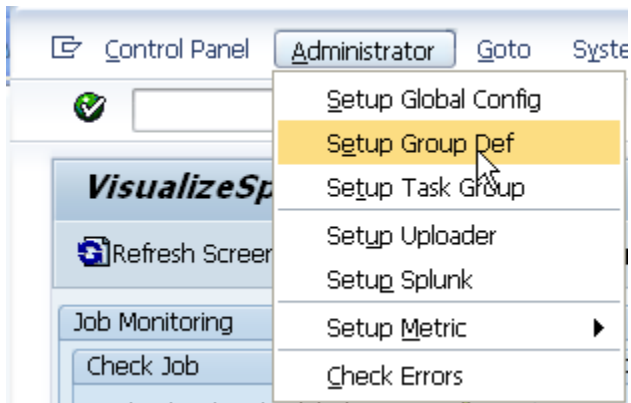 Control Panel Administrator Goto
Setup Global Config
Setup Group Def
VisualizeSp
Setup Task Group
Setup Uploader
Refresh Screen
Setup Splunk
Job Monitoring
Setup Metric
Check Job
Check Errors